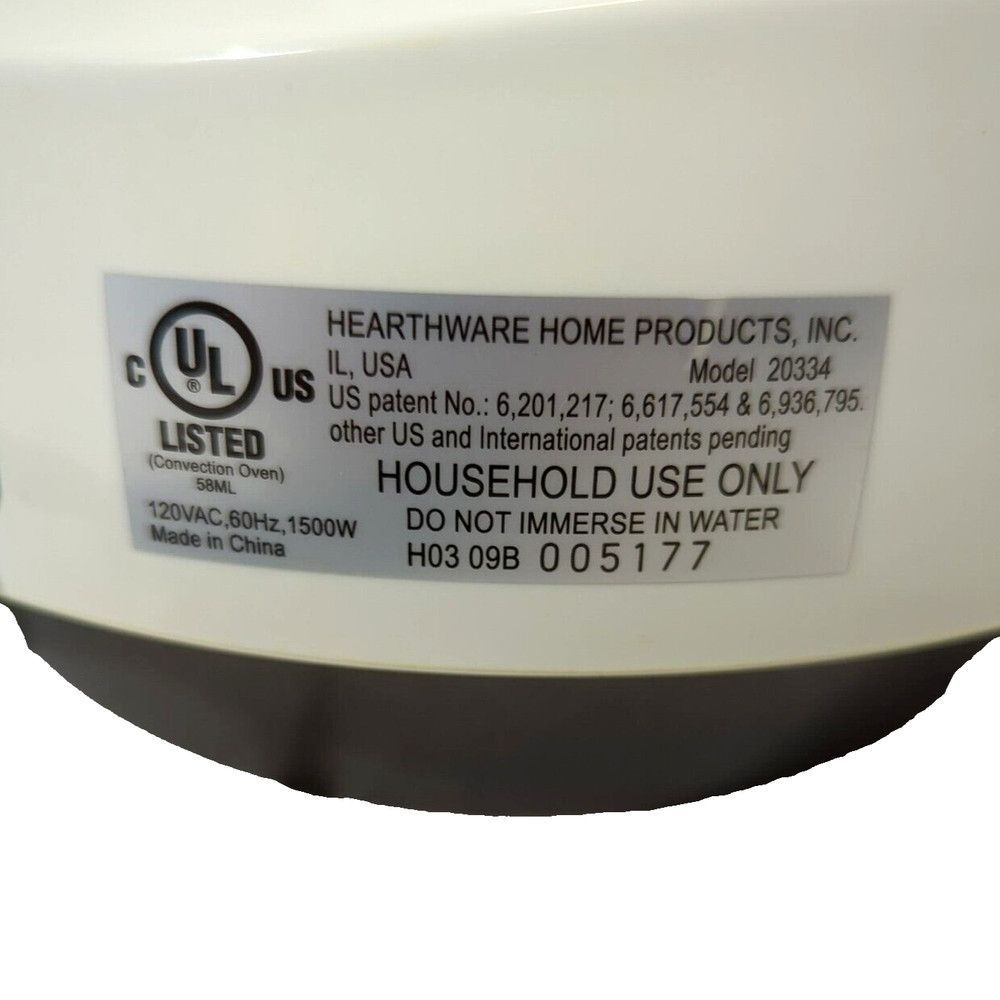 C UL ® US
LISTED
(Convection Oven)
58ML
120VAC,60Hz,1500W
Made in China
HEARTHWARE HOME PRODUCTS, INC.
IL, USA Model 20334
US patent No.: 6,201,217; 6,617,554 & 6,936,795.
other US and International patents pending
HOUSEHOLD USE ONLY
DO NOT IMMERSE IN WATER
H03 09B 005177